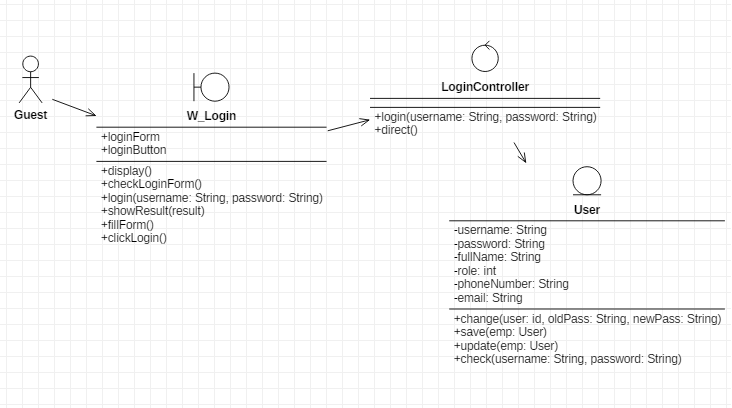 Guest
W_Login
+loginForm
+loginButton
+display()
+checkLoginForm()
+login(username: String, password: String)
+showResult(result)
+fillForm()
+clickLogin()
LoginController
+login(username: String, password: String)
+direct()
User
-username: String
-password: String
-fullName: String
-role: int
-phoneNumber: String
-email: String
+change(user: id, oldPass: String, newPass: String)
+save(emp: User)
+update(emp: User)
+check(username: String, password: String)